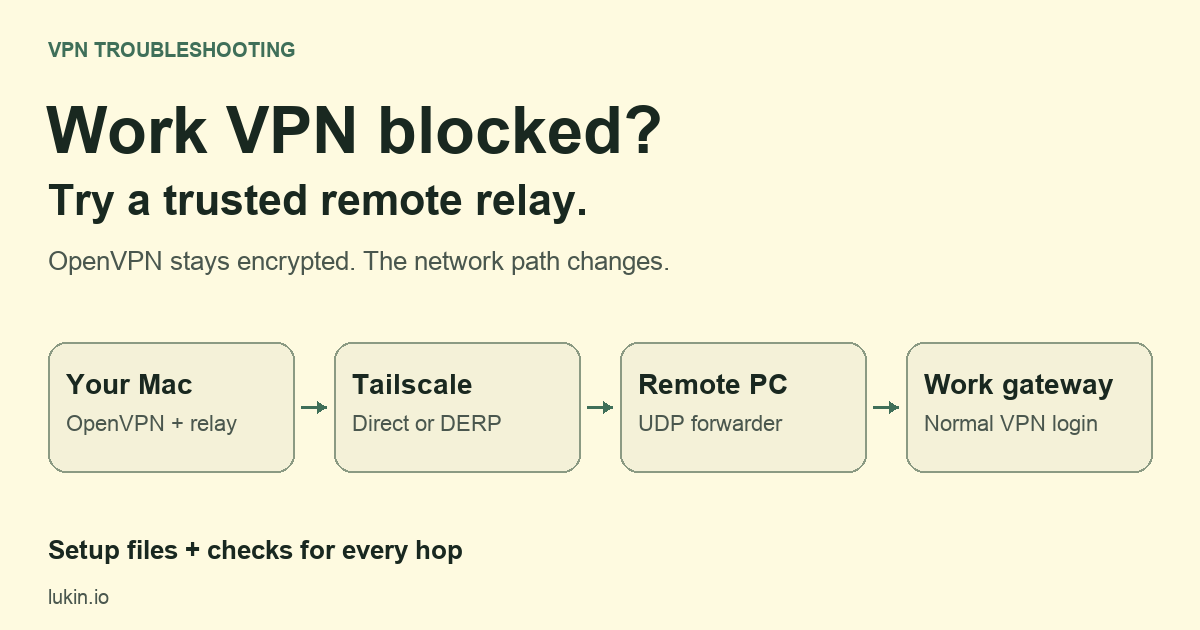 VPN TROUBLESHOOTING
Work VPN blocked?
Try a trusted remote relay.
OpenVPN stays encrypted. The network path changes.
Your Mac
OpenVPN + relay
Tailscale
Direct or DERP
Remote PC
UDP forwarder
Work gateway
Normal VPN login
Setup files + checks for every hop
lukin.io